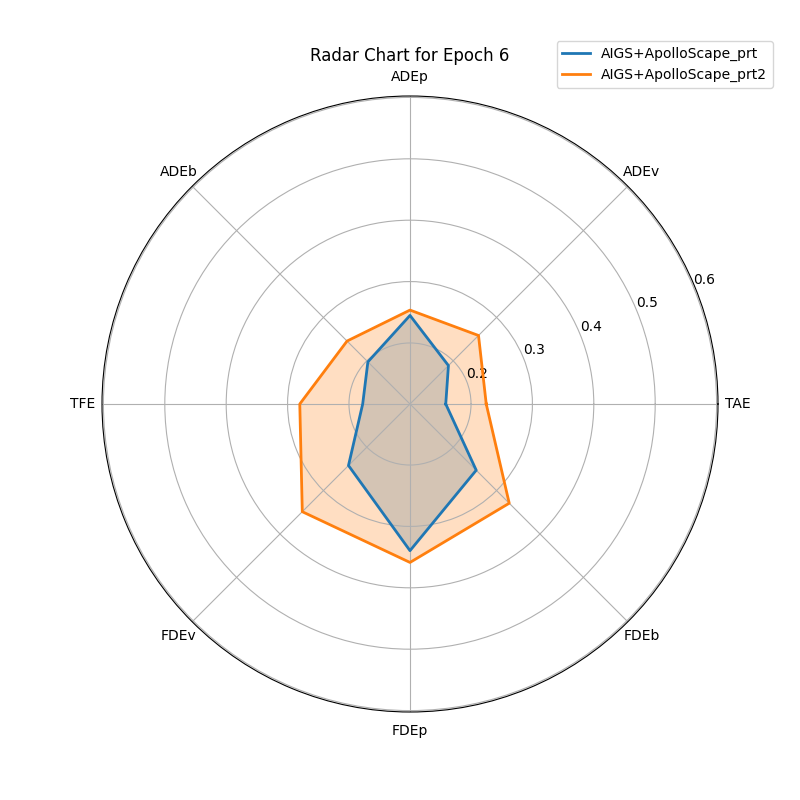 Radar Chart for Epoch 6
AIGS+ApolloScape_prt
AIGS+ApolloScape_prt2
ADEp
ADEb
ADEv
0.6
0.5
0.4
0.3
0.2
TFE
TAE
FDEv
FDEb
FDEp